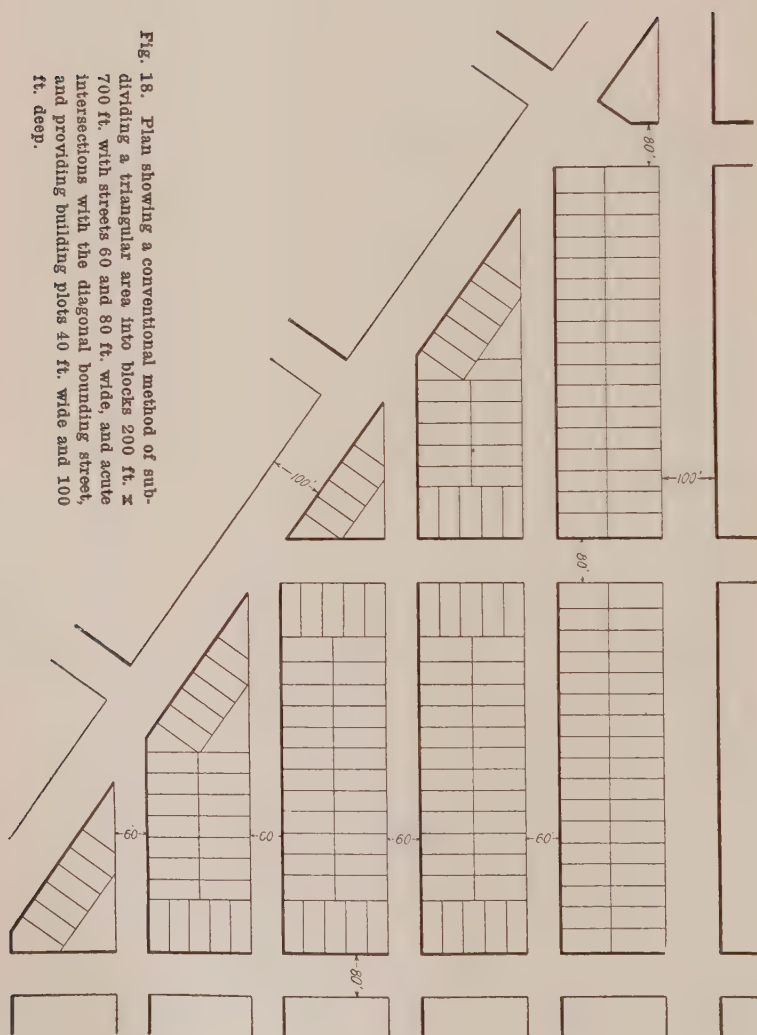 Fig. 18. Plan showing a conventional method of sub-
dividing a triangular area into blocks 200 ft. x
700 ft. with streets 60 and 80 ft. wide, and acute
intersections with the diagonal bounding street,
and providing building plots 40 ft. wide and 100
ft. deep.
80'
100'
80'
100'
60'
60
60
60'
80'